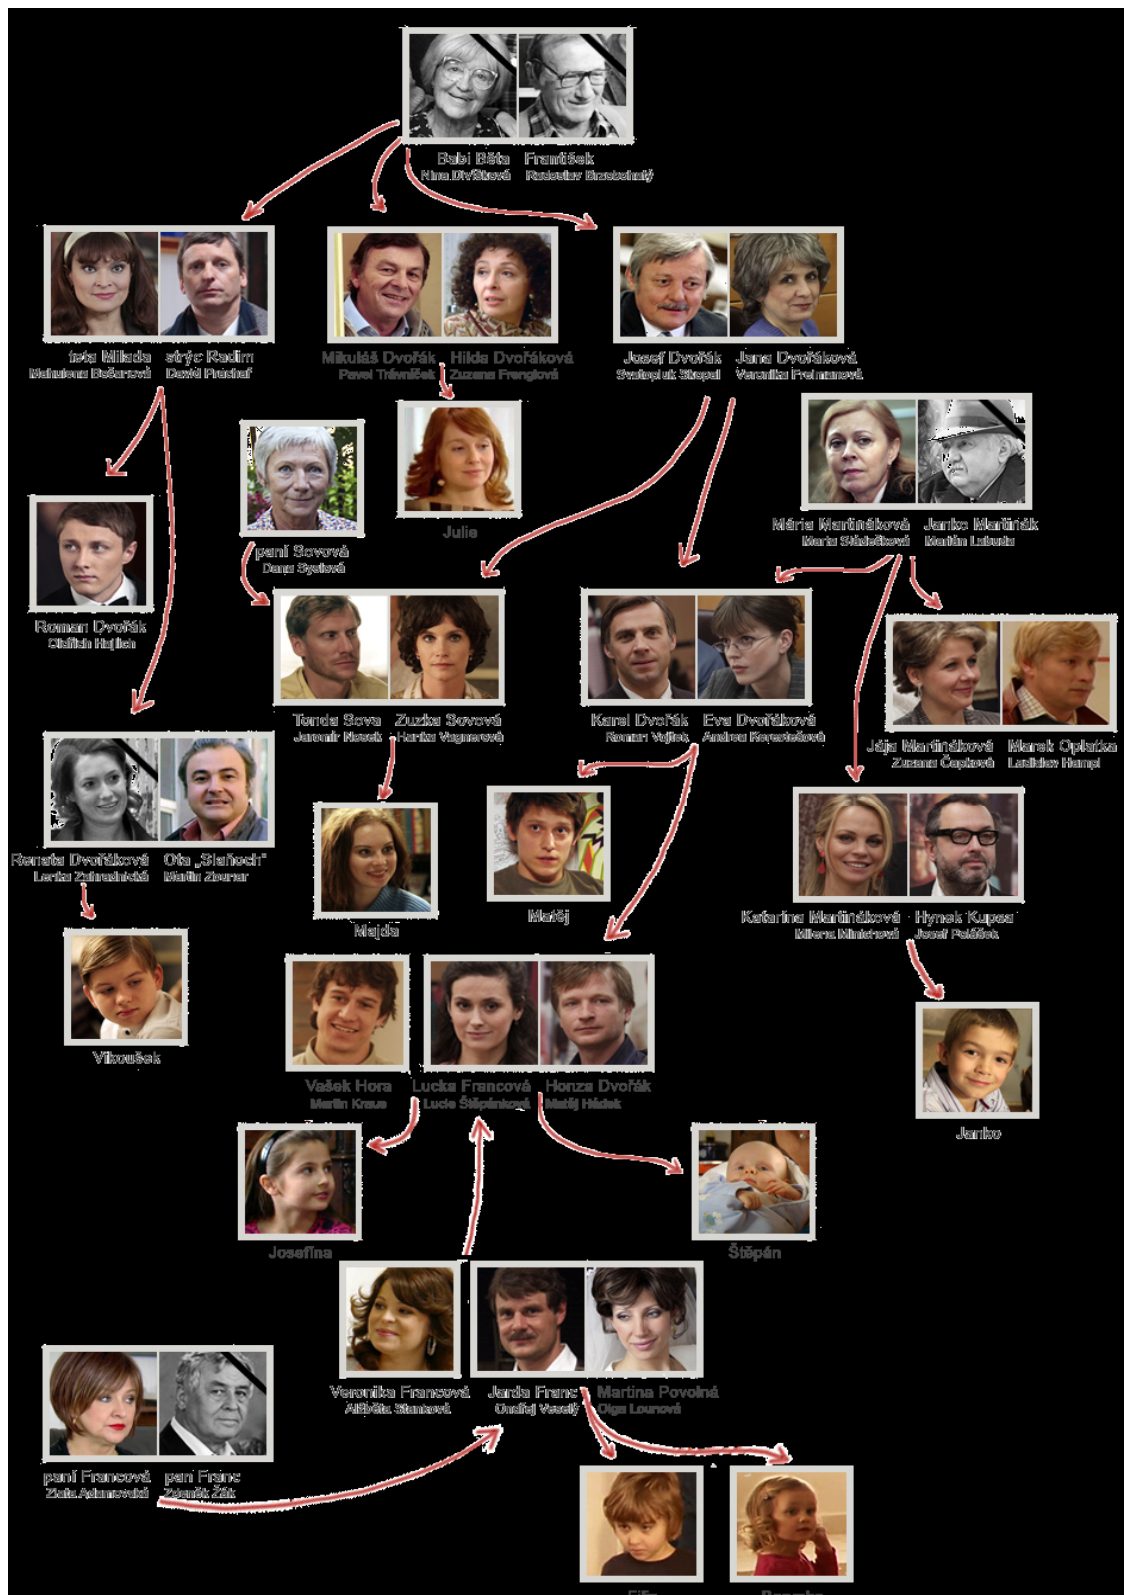 Babi Běta František
Nina Divíšková Radoslav Brzobohatý
teta Milada strýc Radim
Mahulena Bočanová David Prachař
Mikuláš Dvořák Hilda Dvořáková
Pavel Trávníček Zuzana Frenglová
Josef Dvořák Jana Dvořáková
Svatopluk Skopal Veronika Freimanová
Julie
paní Sovová
Dana Syslová
Mária Martináková Janko Martiňák
Maria Sládečková Marián Labuda
Roman Dvořák
Oldřich Hajlich
Tonda Sova Zuzka Sovová
Jaromír Nosek Hanka Vagnerová
Karel Dvořák Eva Dvořáková
Roman Vojtek Andrea Kerestešová
Jája Martináková Marek Oplatka
Zuzana Čapková Ladislav Hampl
Renata Dvořáková Ota „Slaňoch“
Lenka Zahradnická Martin Zounar
Majda
Matěj
Katarína Martináková Hynek Kupsa
Milena Minichová Josef Polášek
Vikoušek
Vašek Hora Lucka Francová Honza Dvořák
Martin Kraus Lucie Štěpánková Matěj Hádek
Janko
Josefína
Štěpán
Veronika Francová Jarda Franc Martina Povolná
Alžběta Stanková Ondřej Veselý Olga Lounová
paní Francová pan Franc
Zlata Adamovská Zdeněk Žák